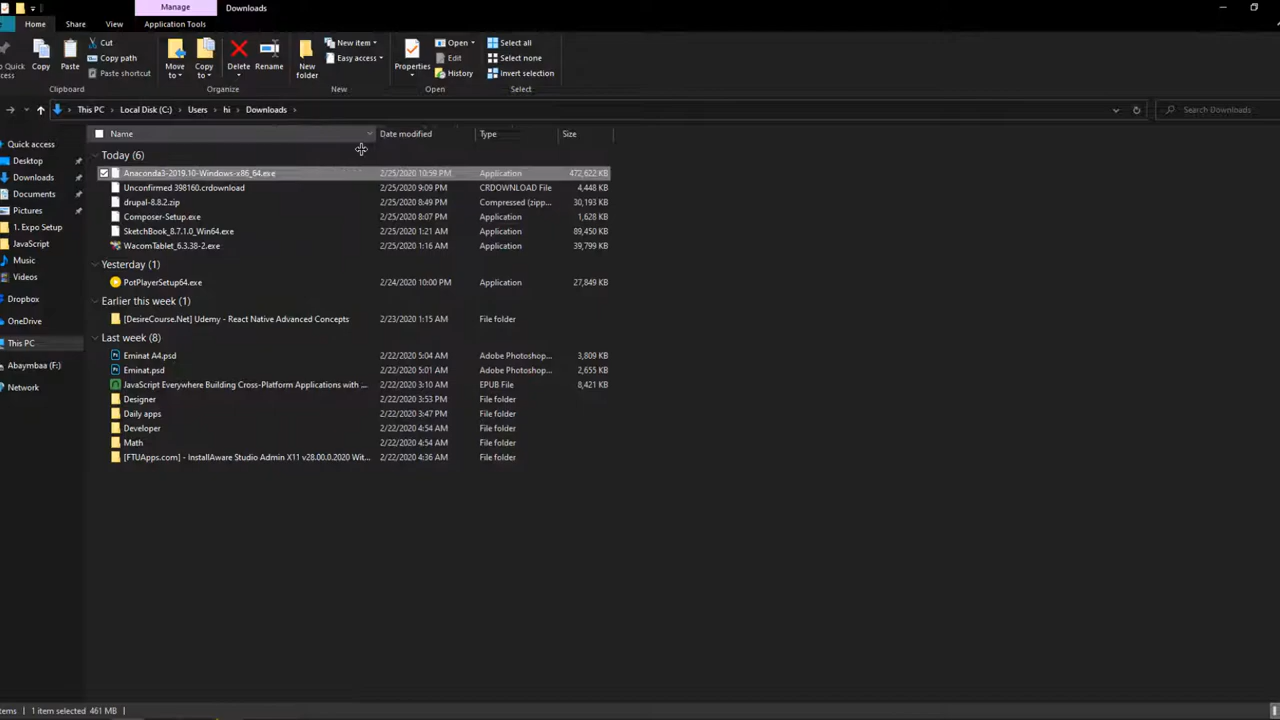 Manage Downloads
Home Share View Application Tools
Cut Copy path Paste shortcut
Copy Paste Move to Copy to Delete Rename New folder
New item Easy access Properties
Open Edit History
Select all Select none Invert selection
Clipboard Organize New Open Select
This PC Local Disk (C:) Users hi Downloads Search Downloads
Quick access
Desktop
Downloads
Documents
Pictures
1. Expo Setup
JavaScript
Music
Videos
Dropbox
OneDrive
This PC
Abaymbaa (F:)
Network
Name Date modified Type Size
Today (6)
Anaconda3-2019.10-Windows-x86_64.exe 2/25/2020 10:59 PM Application 472,622 KB
Unconfirmed 398160.crdownload 2/25/2020 9:09 PM CRDOWNLOAD File 4,448 KB
drupal-8.8.2.zip 2/25/2020 8:49 PM Compressed (zipp... 30,193 KB
Composer-Setup.exe 2/25/2020 8:07 PM Application 1,628 KB
SketchBook_8.7.1.0_Win64.exe 2/25/2020 1:21 AM Application 89,450 KB
WacomTablet_6.3.38-2.exe 2/25/2020 1:16 AM Application 39,799 KB
Yesterday (1)
PotPlayerSetup64.exe 2/24/2020 10:00 PM Application 27,849 KB
Earlier this week (1)
[DesireCourse.Net] Udemy - React Native Advanced Concepts 2/23/2020 1:15 AM File folder
Last week (8)
Eminat A4.psd 2/22/2020 5:04 AM Adobe Photoshop... 3,809 KB
Eminat.psd 2/22/2020 5:01 AM Adobe Photoshop... 2,655 KB
JavaScript Everywhere Building Cross-Platform Applications with ... 2/22/2020 3:10 AM EPUB File 8,421 KB
Designer 2/22/2020 3:53 PM File folder
Daily apps 2/22/2020 3:47 PM File folder
Developer 2/22/2020 4:54 AM File folder
Math 2/22/2020 4:54 AM File folder
[FTUApps.com] - InstallAware Studio Admin X11 v28.00.0.2020 Wit... 2/22/2020 4:36 AM File folder
1 item selected 461 MB